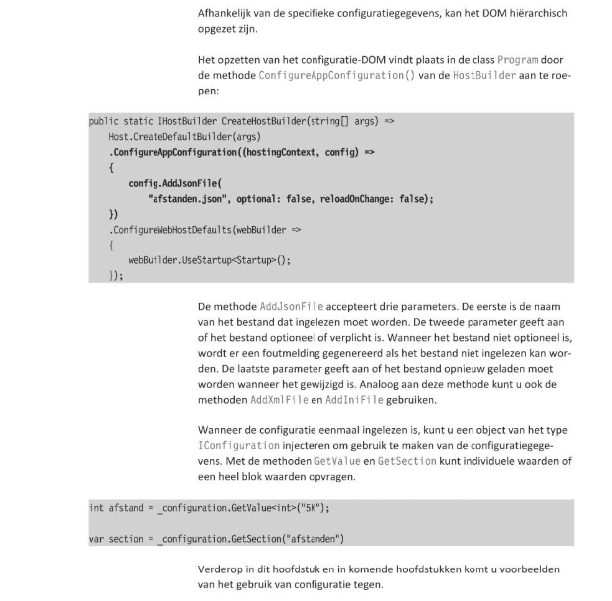 Afhankelijk van de specifieke configuratiegegevens, kan het DOM hiërarchisch
opgezet zijn.
Het opzetten van het configuratie-DOM vindt plaats in de class Program door
de methode ConfigureAppConfiguration() van de HostBuilder aan te roe-
pen:
public static IHostBuilder CreateHostBuilder(string[] args) =>
    Host.CreateDefaultBuilder(args)
    .ConfigureAppConfiguration((hostingContext, config) =>
    {
        config.AddJsonFile(
            "afstanden.json", optional: false, reloadOnChange: false);
    })
    .ConfigureWebHostDefaults(webBuilder =>
    {
        webBuilder.UseStartup<Startup>();
    });
De methode AddJsonFile accepteert drie parameters. De eerste is de naam
van het bestand dat ingelezen moet worden. De tweede parameter geeft aan
of het bestand optioneel of verplicht is. Wanneer het bestand niet optioneel is,
wordt er een foutmelding gegenereerd als het bestand niet ingelezen kan wor-
den. De laatste parameter geeft aan of het bestand opnieuw geladen moet
worden wanneer het gewijzigd is. Analoog aan deze methode kunt u ook de
methoden AddXmlFile en AddIniFile gebruiken.
Wanneer de configuratie eenmaal ingelezen is, kunt u een object van het type
IConfiguration injecteren om gebruik te maken van de configuratiegege-
vens. Met de methoden GetValue en GetSection kunt individuele waarden of
een heel blok waarden opvragen.
int afstand = _configuration.GetValue<int>("5K");
var section = _configuration.GetSection("afstanden")
Verderop in dit hoofdstuk en in komende hoofdstukken komt u voorbeelden
van het gebruik van configuratie tegen.